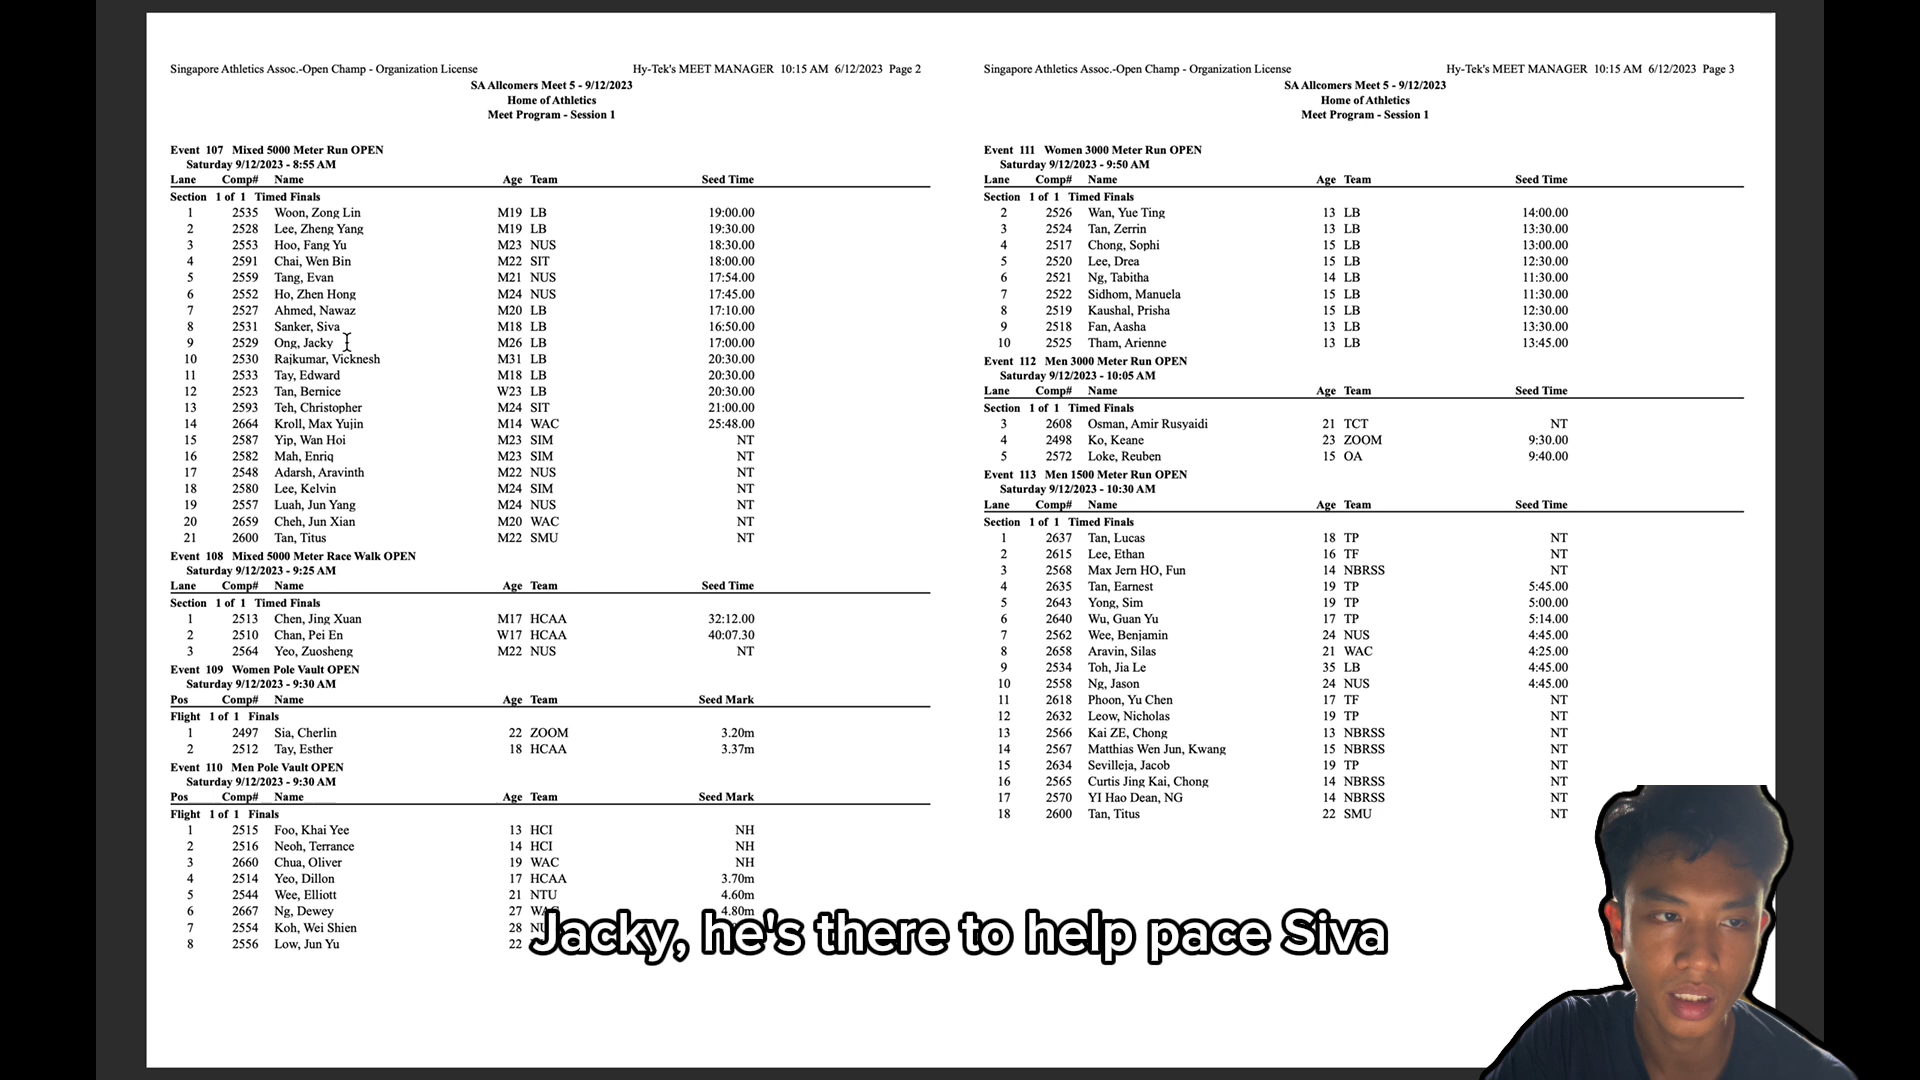 Singapore Athletics Assoc.-Open Champ - Organization License Hy-Tek's MEET MANAGER 10:15 AM 6/12/2023 Page 2
SA Allcomers Meet 5 - 9/12/2023
Home of Athletics
Meet Program - Session 1
Event 107 Mixed 5000 Meter Run OPEN
Saturday 9/12/2023 - 8:55 AM
Lane Comp# Name Age Team Seed Time
Section 1 of 1 Timed Finals
1 2535 Woon, Zong Lin M19 LB 19:00.00
2 2528 Lee, Zheng Yang M19 LB 19:30.00
3 2553 Hoo, Fang Yu M23 NUS 18:30.00
4 2591 Chai, Wen Bin M22 SIT 18:00.00
5 2559 Tang, Evan M21 NUS 17:54.00
6 2552 Ho, Zhen Hong M24 NUS 17:45.00
7 2527 Ahmed, Nawaz M20 LB 17:10.00
8 2531 Sanker, Siva M18 LB 16:50.00
9 2529 Ong, Jacky M26 LB 17:00.00
10 2530 Rajkumar, Vicknesh M31 LB 20:30.00
11 2533 Tay, Edward M18 LB 20:30.00
12 2523 Tan, Bernice W23 LB 20:30.00
13 2593 Teh, Christopher M24 SIT 21:00.00
14 2664 Kroll, Max Yujin M14 WAC 25:48.00
15 2587 Yip, Wan Hoi M23 SIM NT
16 2582 Mah, Enriq M23 SIM NT
17 2548 Adarsh, Aravinth M22 NUS NT
18 2580 Lee, Kelvin M24 SIM NT
19 2557 Luah, Jun Yang M24 NUS NT
20 2659 Cheh, Jun Xian M20 WAC NT
21 2600 Tan, Titus M22 SMU NT
Event 108 Mixed 5000 Meter Race Walk OPEN
Saturday 9/12/2023 - 9:25 AM
Lane Comp# Name Age Team Seed Time
Section 1 of 1 Timed Finals
1 2513 Chen, Jing Xuan M17 HCAA 32:12.00
2 2510 Chan, Pei En W17 HCAA 40:07.30
3 2564 Yeo, Zuosheng M22 NUS NT
Event 109 Women Pole Vault OPEN
Saturday 9/12/2023 - 9:30 AM
Pos Comp# Name Age Team Seed Mark
Flight 1 of 1 Finals
1 2497 Sia, Cherlin 22 ZOOM 3.20m
2 2512 Tay, Esther 18 HCAA 3.37m
Event 110 Men Pole Vault OPEN
Saturday 9/12/2023 - 9:30 AM
Pos Comp# Name Age Team Seed Mark
Flight 1 of 1 Finals
1 2515 Foo, Khai Yee 13 HCI NH
2 2516 Neoh, Terrance 14 HCI NH
3 2660 Chua, Oliver 19 WAC NH
4 2514 Yeo, Dillon 17 HCAA 3.70m
5 2544 Wee, Elliott 21 NTU 4.60m
6 2667 Ng, Dewey 27 WAC 4.80m
7 2554 Koh, Wei Shien 28
8 2556 Low, Jun Yu 22
Singapore Athletics Assoc.-Open Champ - Organization License Hy-Tek's MEET MANAGER 10:15 AM 6/12/2023 Page 3
SA Allcomers Meet 5 - 9/12/2023
Home of Athletics
Meet Program - Session 1
Event 111 Women 3000 Meter Run OPEN
Saturday 9/12/2023 - 9:50 AM
Lane Comp# Name Age Team Seed Time
Section 1 of 1 Timed Finals
2 2526 Wan, Yue Ting 13 LB 14:00.00
3 2524 Tan, Zerrin 13 LB 13:30.00
4 2517 Chong, Sophi 15 LB 13:00.00
5 2520 Lee, Drea 15 LB 12:30.00
6 2521 Ng, Tabitha 14 LB 11:30.00
7 2522 Sidhom, Manuela 15 LB 11:30.00
8 2519 Kaushal, Prisha 15 LB 12:30.00
9 2518 Fan, Aasha 13 LB 13:30.00
10 2525 Tham, Arienne 13 LB 13:45.00
Event 112 Men 3000 Meter Run OPEN
Saturday 9/12/2023 - 10:05 AM
Lane Comp# Name Age Team Seed Time
Section 1 of 1 Timed Finals
3 2608 Osman, Amir Rusyaidi 21 TCT NT
4 2498 Ko, Keane 23 ZOOM 9:30.00
5 2572 Loke, Reuben 15 OA 9:40.00
Event 113 Men 1500 Meter Run OPEN
Saturday 9/12/2023 - 10:30 AM
Lane Comp# Name Age Team Seed Time
Section 1 of 1 Timed Finals
1 2637 Tan, Lucas 18 TP NT
2 2615 Lee, Ethan 16 TF NT
3 2568 Max Jern HO, Fun 14 NBRSS NT
4 2635 Tan, Earnest 19 TP 5:45.00
5 2643 Yong, Sim 19 TP 5:00.00
6 2640 Wu, Guan Yu 17 TP 5:14.00
7 2562 Wee, Benjamin 24 NUS 4:45.00
8 2658 Aravin, Silas 21 WAC 4:25.00
9 2534 Toh, Jia Le 35 LB 4:45.00
10 2558 Ng, Jason 24 NUS 4:45.00
11 2618 Phoon, Yu Chen 17 TF NT
12 2632 Leow, Nicholas 19 TP NT
13 2566 Kai ZE, Chong 13 NBRSS NT
14 2567 Matthias Wen Jun, Kwang 15 NBRSS NT
15 2634 Sevilleja, Jacob 19 TP NT
16 2565 Curtis Jing Kai, Chong 14 NBRSS NT
17 2570 YI Hao Dean, NG 14 NBRSS NT
18 2600 Tan, Titus 22 SMU NT
Jacky, he's there to help pace Siva